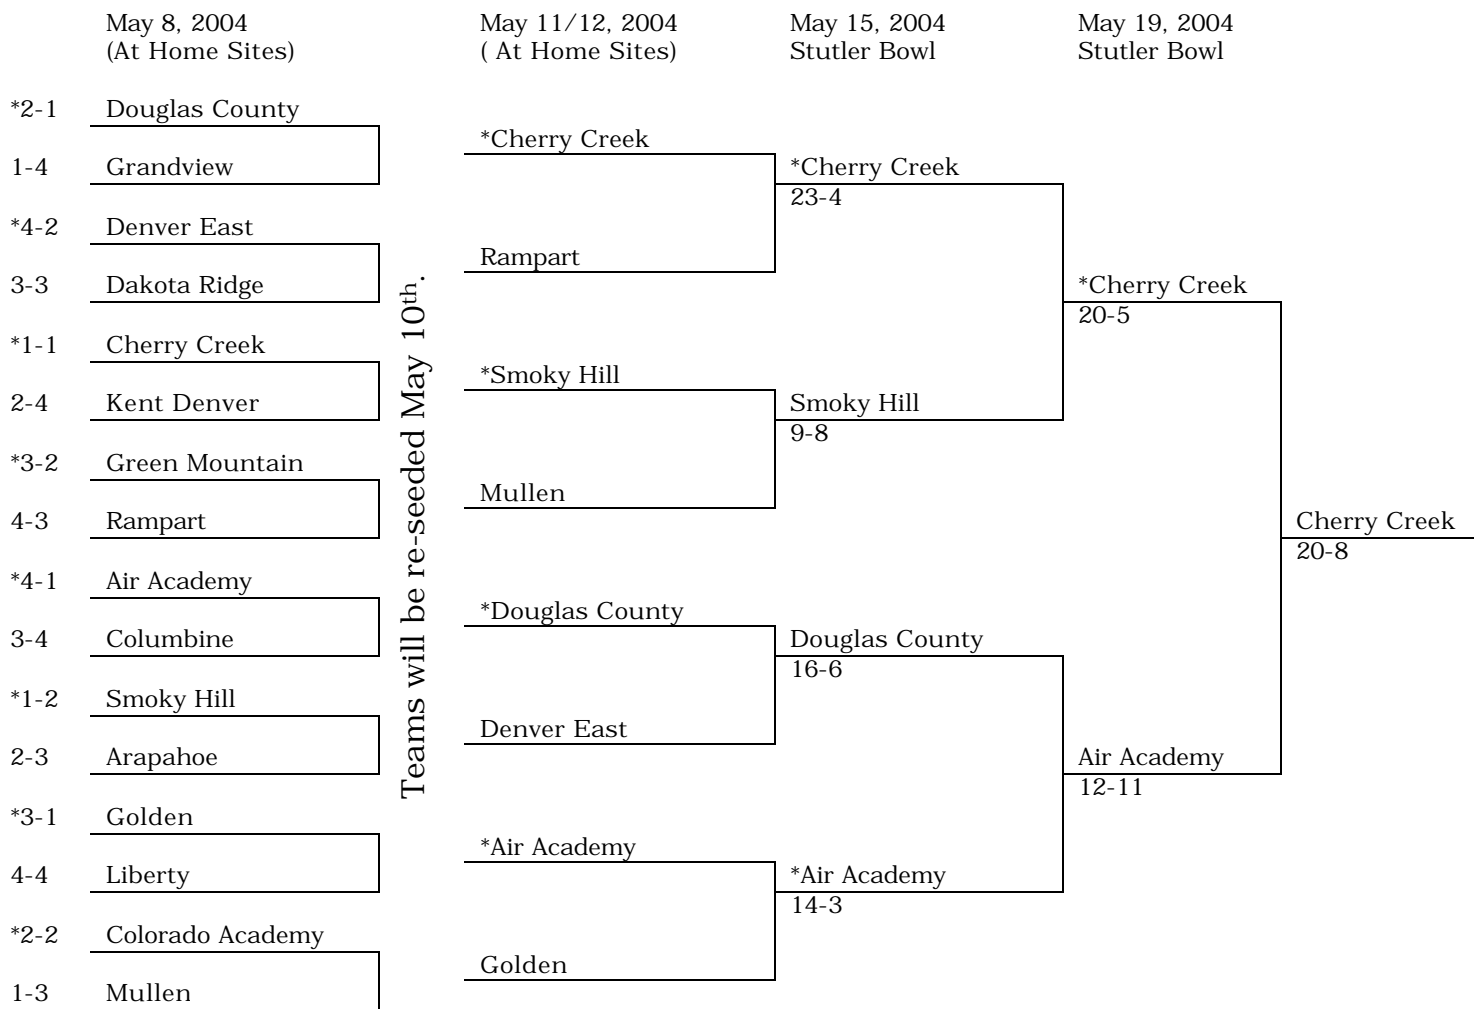 May 8, 2004
(At Home Sites)
May 11/12, 2004
( At Home Sites)
May 15, 2004
Stutler Bowl
May 19, 2004
Stutler Bowl
*2-1 Douglas County
1-4 Grandview
*4-2 Denver East
3-3 Dakota Ridge
*1-1 Cherry Creek
2-4 Kent Denver
*3-2 Green Mountain
4-3 Rampart
*4-1 Air Academy
3-4 Columbine
*1-2 Smoky Hill
2-3 Arapahoe
*3-1 Golden
4-4 Liberty
*2-2 Colorado Academy
1-3 Mullen
Teams will be re-seeded May 10th.
*Cherry Creek
Rampart
*Smoky Hill
Mullen
*Douglas County
Denver East
*Air Academy
Golden
*Cherry Creek
23-4
Smoky Hill
9-8
Douglas County
16-6
*Air Academy
14-3
*Cherry Creek
20-5
Air Academy
12-11
Cherry Creek
20-8